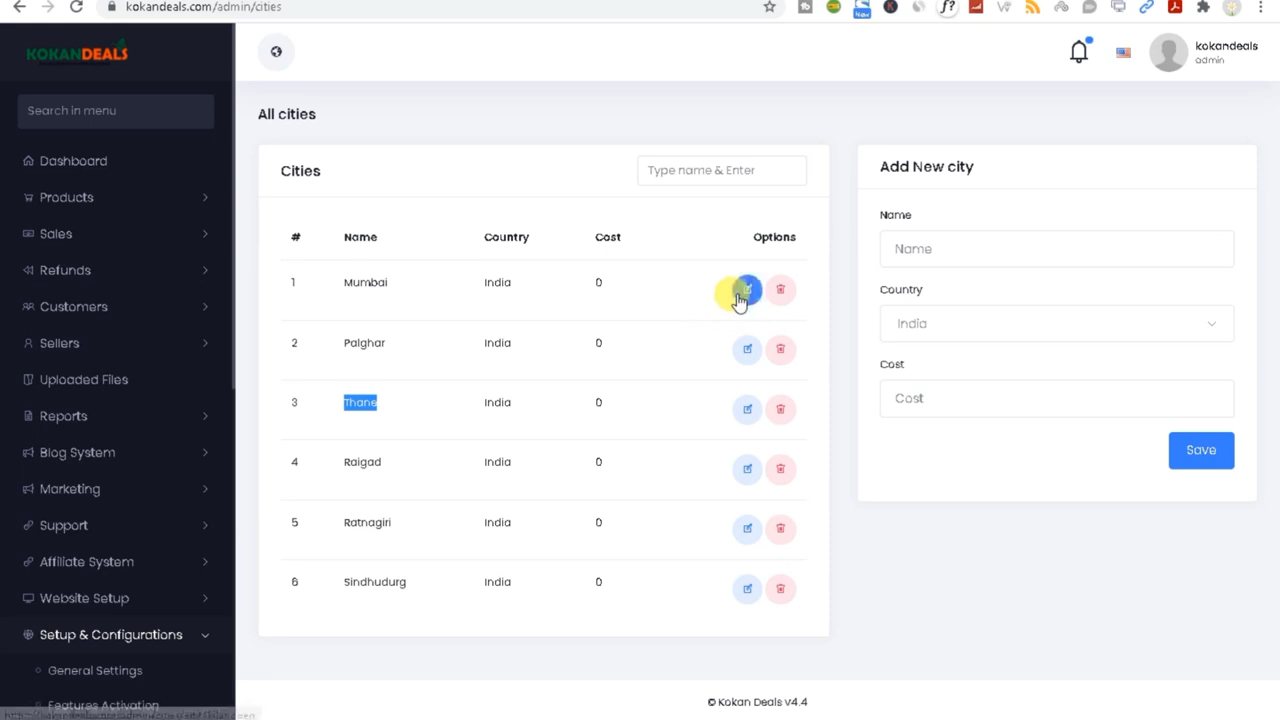 kokandeals.com/admin/cities
New
f?
KOKANDEALS
kokandeals
admin
Search in menu
Dashboard
Products
Sales
Refunds
Customers
Sellers
Uploaded Files
Reports
Blog System
Marketing
Support
Affiliate System
Website Setup
Setup & Configurations
General Settings
Features Activation
All cities
Cities
Type name & Enter
# Name Country Cost Options
1 Mumbai India 0
2 Palghar India 0
3 Thane India 0
4 Raigad India 0
5 Ratnagiri India 0
6 Sindhudurg India 0
Add New city
Name
Name
Country
India
Cost
Cost
Save
© Kokan Deals v4.4